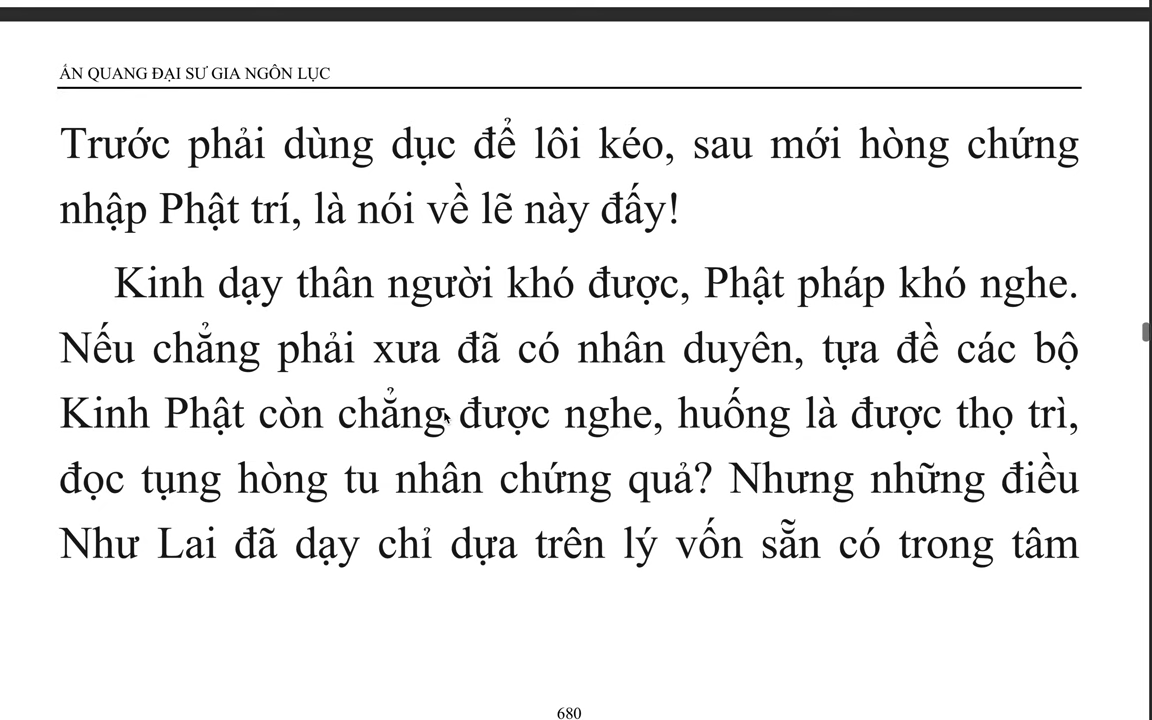 ẤN QUANG ĐẠI SƯ GIA NGÔN LỤC
Trước phải dùng dục để lôi kéo, sau mới hòng chứng
nhập Phật trí, là nói về lẽ này đấy!
Kinh dạy thân người khó được, Phật pháp khó nghe.
Nếu chẳng phải xưa đã có nhân duyên, tựa đề các bộ
Kinh Phật còn chẳng được nghe, huống là được thọ trì,
đọc tụng hòng tu nhân chứng quả? Nhưng những điều
Như Lai đã dạy chỉ dựa trên lý vốn sẵn có trong tâm
680